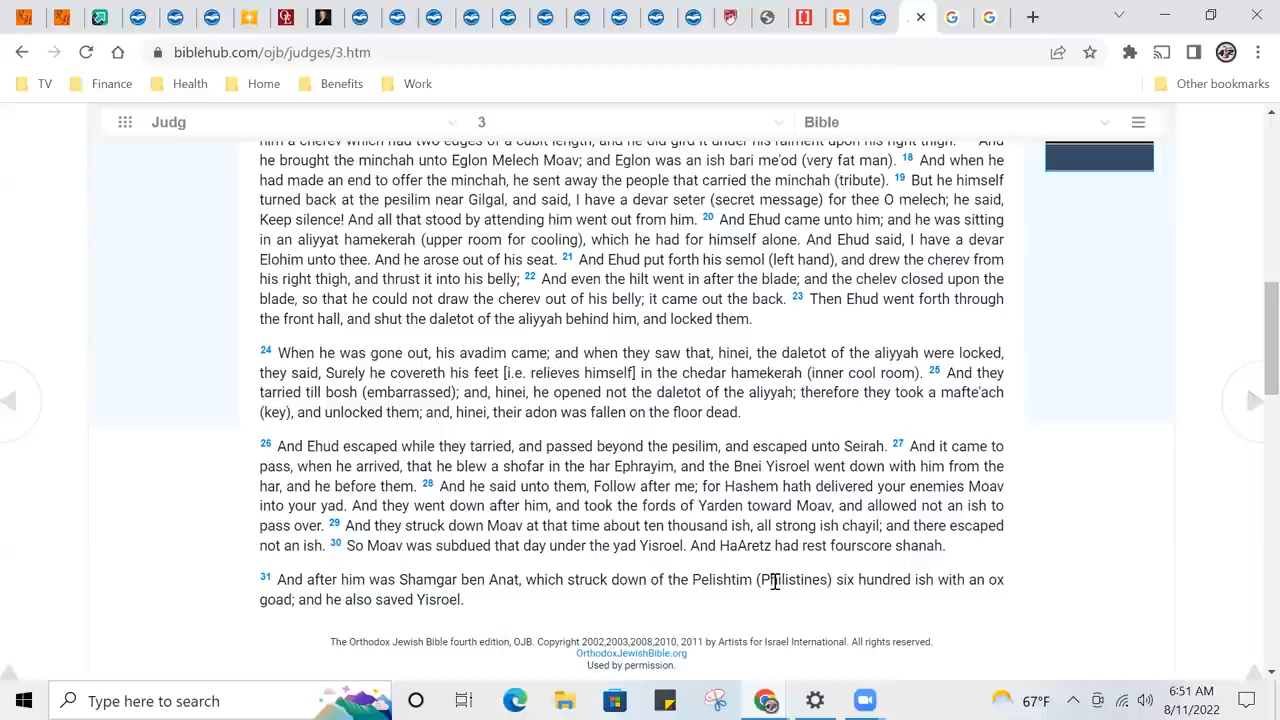 biblehub.com/ojb/judges/3.htm
TV Finance Health Home Benefits Work Other bookmarks
Judg 3 Bible
him a cherev which had two edges of a cubit length, and he did gird it under his raiment upon his right thigh. And
he brought the minchah unto Eglon Melech Moav; and Eglon was an ish bari me'od (very fat man). 18 And when he
had made an end to offer the minchah, he sent away the people that carried the minchah (tribute). 19 But he himself
turned back at the pesilim near Gilgal, and said, I have a devar seter (secret message) for thee O melech; he said,
Keep silence! And all that stood by attending him went out from him. 20 And Ehud came unto him; and he was sitting
in an aliyyat hamekerah (upper room for cooling), which he had for himself alone. And Ehud said, I have a devar
Elohim unto thee. And he arose out of his seat. 21 And Ehud put forth his semol (left hand), and drew the cherev from
his right thigh, and thrust it into his belly; 22 And even the hilt went in after the blade; and the chelev closed upon the
blade, so that he could not draw the cherev out of his belly; it came out the back. 23 Then Ehud went forth through
the front hall, and shut the daletot of the aliyyah behind him, and locked them.
24 When he was gone out, his avadim came; and when they saw that, hinei, the daletot of the aliyyah were locked,
they said, Surely he covereth his feet [i.e. relieves himself] in the chedar hamekerah (inner cool room). 25 And they
tarried till bosh (embarrassed); and, hinei, he opened not the daletot of the aliyyah; therefore they took a mafte'ach
(key), and unlocked them; and, hinei, their adon was fallen on the floor dead.
26 And Ehud escaped while they tarried, and passed beyond the pesilim, and escaped unto Seirah. 27 And it came to
pass, when he arrived, that he blew a shofar in the har Ephrayim, and the Bnei Yisroel went down with him from the
har, and he before them. 28 And he said unto them, Follow after me; for Hashem hath delivered your enemies Moav
into your yad. And they went down after him, and took the fords of Yarden toward Moav, and allowed not an ish to
pass over. 29 And they struck down Moav at that time about ten thousand ish, all strong ish chayil; and there escaped
not an ish. 30 So Moav was subdued that day under the yad Yisroel. And HaAretz had rest fourscore shanah.
31 And after him was Shamgar ben Anat, which struck down of the Pelishtim (Philistines) six hundred ish with an ox
goad; and he also saved Yisroel.
The Orthodox Jewish Bible fourth edition, OJB. Copyright 2002,2003,2008,2010, 2011 by Artists for Israel International. All rights reserved.
OrthodoxJewishBible.org
Used by permission.
Type here to search
67°F
6:51 AM
8/11/2022